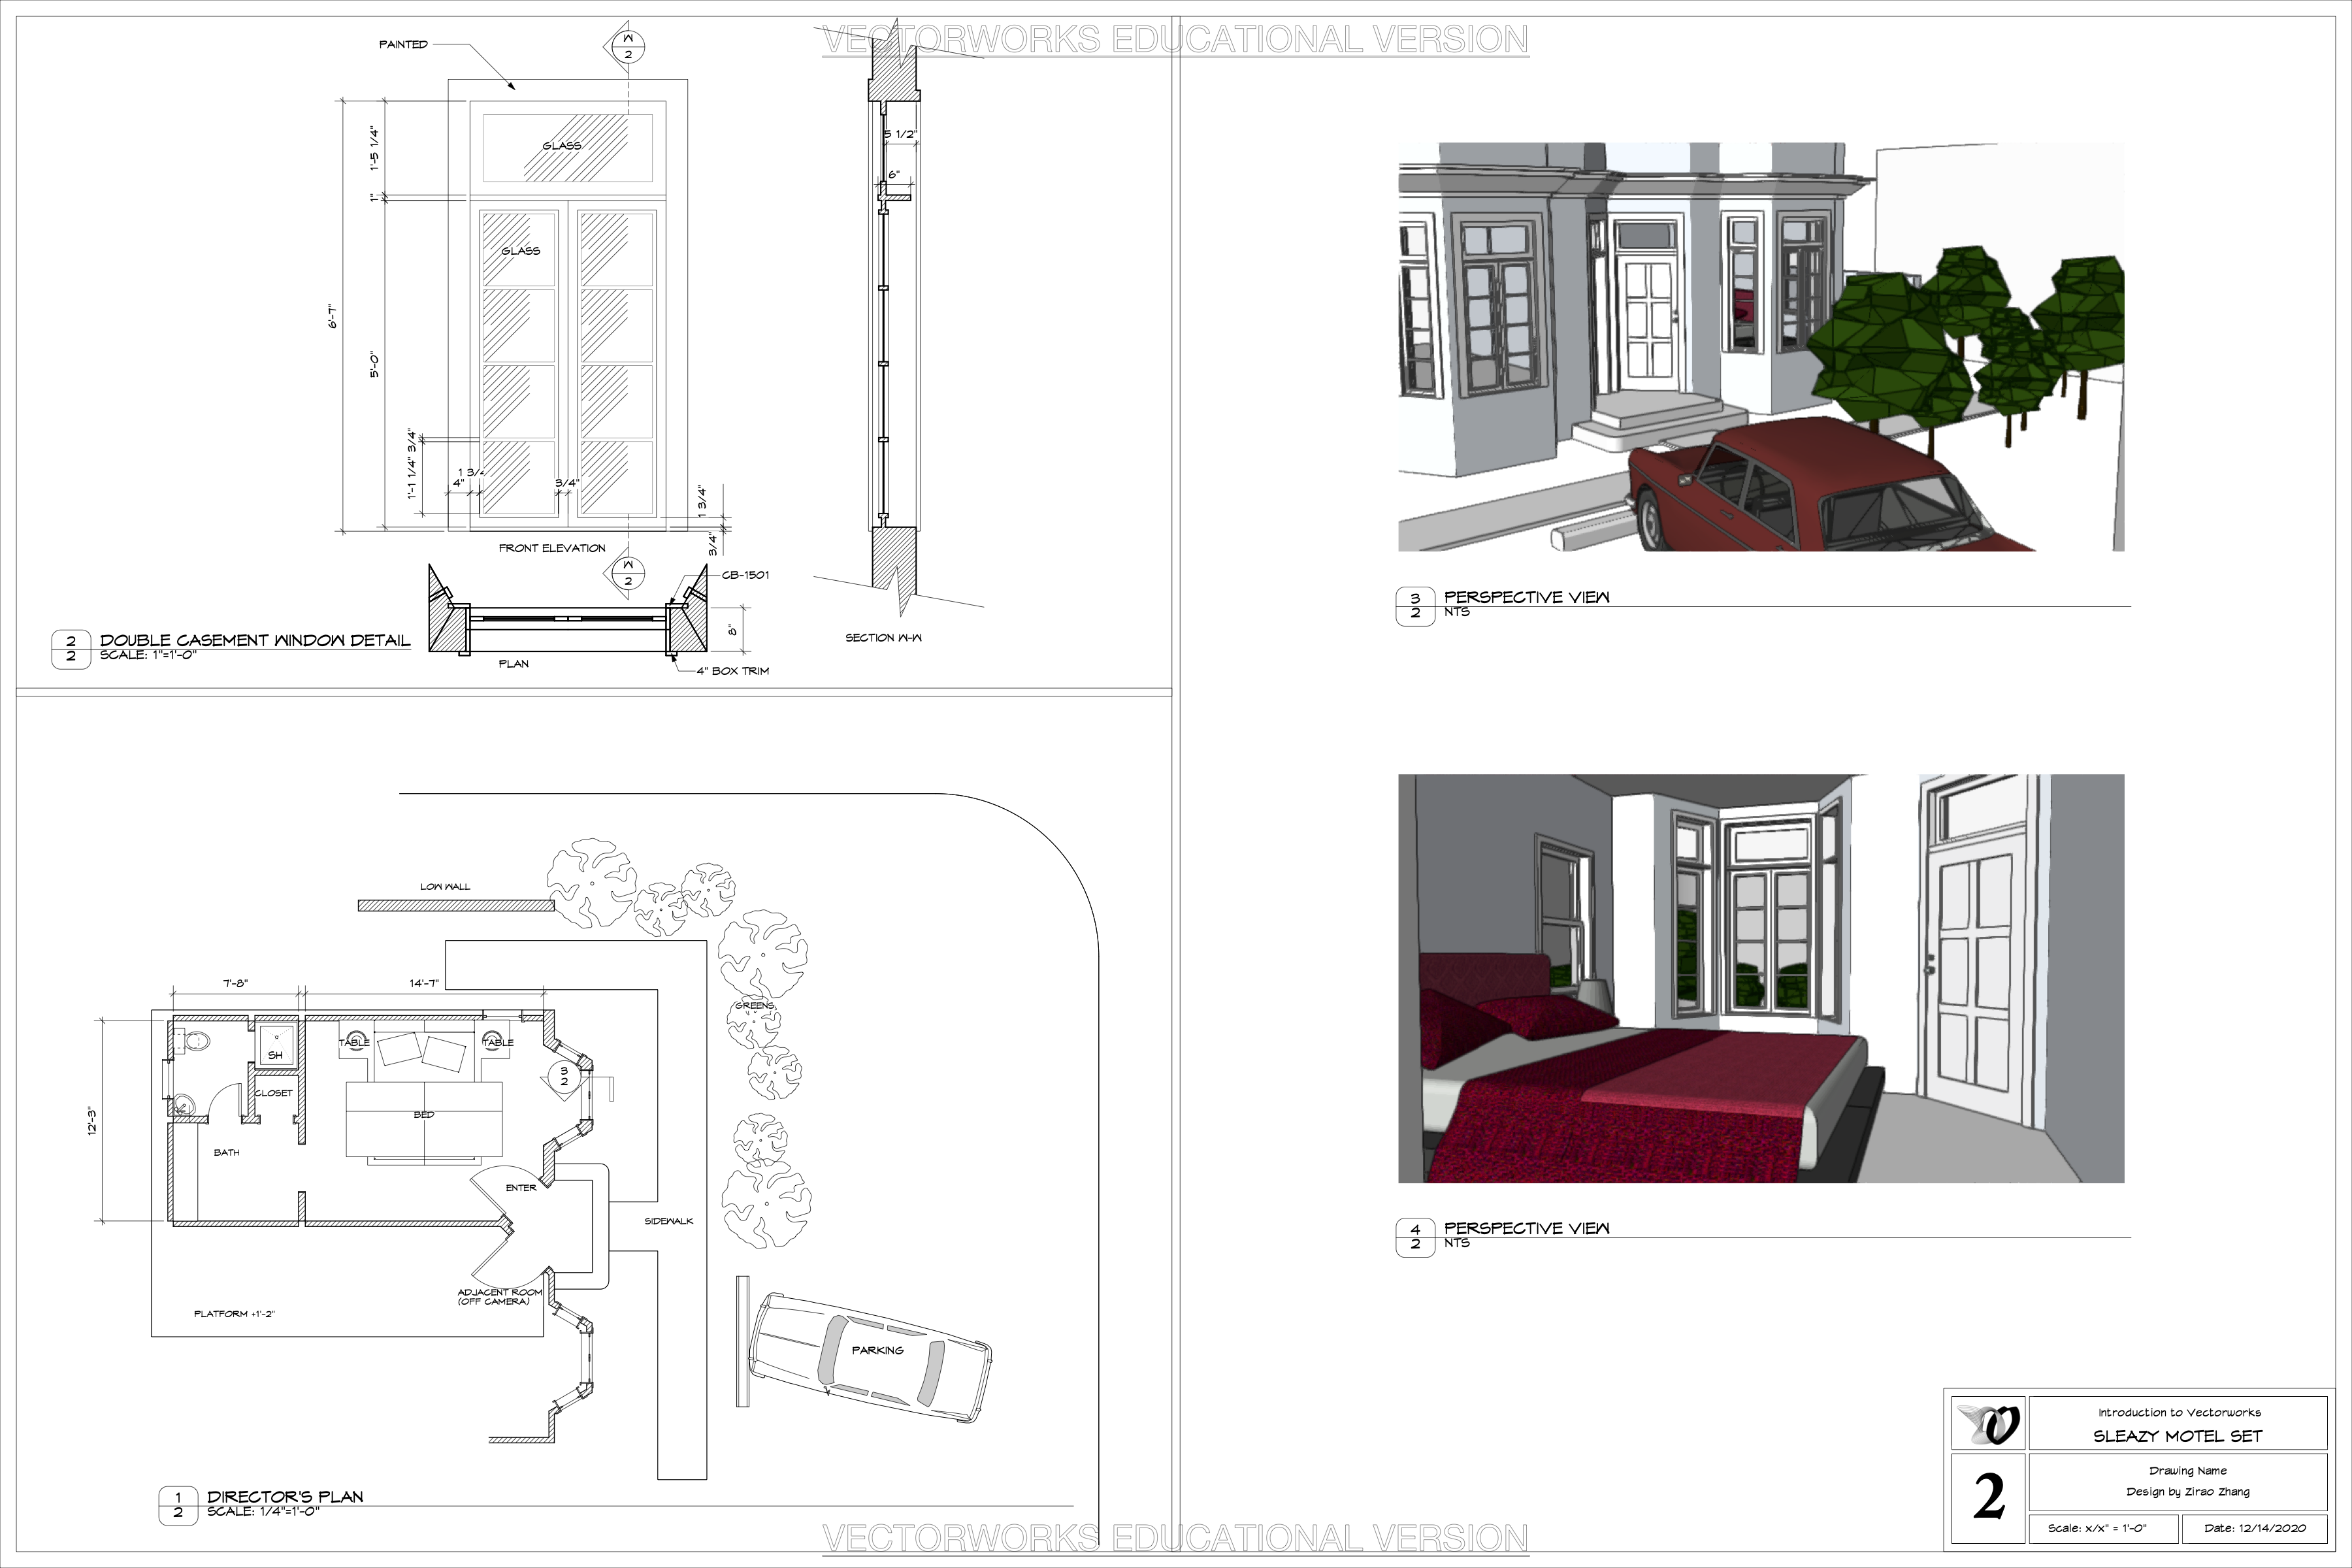 VECTORWORKS EDUCATIONAL VERSION
PAINTED
W
2
GLASS
GLASS
1'-5 1/4"
1"
6'-7"
5'-0"
3/4"
1'-1 1/4"
1 3/4
4"
3/4"
1 3/4"
3/4"
FRONT ELEVATION
W
2
CB-1501
8"
PLAN
4" BOX TRIM
5 1/2"
6"
SECTION W-W
2
2
DOUBLE CASEMENT WINDOW DETAIL
SCALE: 1"=1'-0"
LOW WALL
7'-8"
14'-7"
12'-3"
GREENS
TABLE
TABLE
SH
CLOSET
BED
3
2
BATH
ENTER
SIDEWALK
ADJACENT ROOM
(OFF CAMERA)
PLATFORM +1'-2"
PARKING
1
2
DIRECTOR'S PLAN
SCALE: 1/4"=1'-0"
3
2
PERSPECTIVE VIEW
NTS
4
2
PERSPECTIVE VIEW
NTS
Introduction to Vectorworks
SLEAZY MOTEL SET
2
Drawing Name
Design by Zirao Zhang
Scale: x/x" = 1'-0"
Date: 12/14/2020
VECTORWORKS EDUCATIONAL VERSION